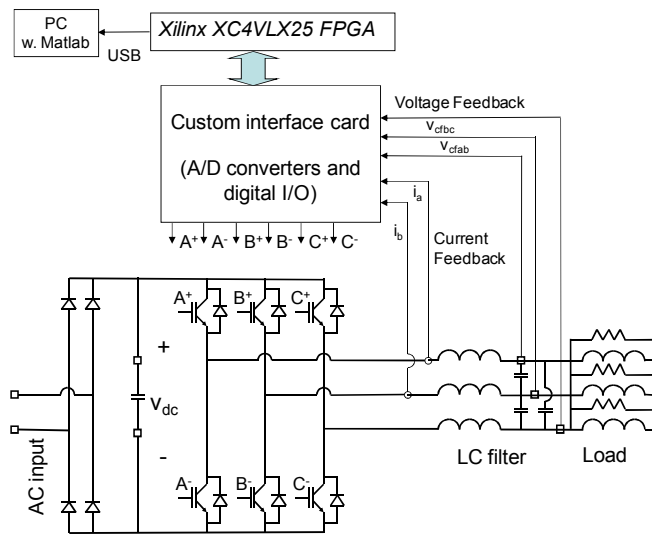 PC
w. Matlab
USB
Xilinx XC4VLX25 FPGA
Custom interface card
(A/D converters and
digital I/O)
Voltage Feedback
vcfbc
vcfab
ia
ib
Current
Feedback
A+ A- B+ B- C+ C-
A+
B+
C+
+
vdc
-
AC input
A-
B-
C-
LC filter
Load